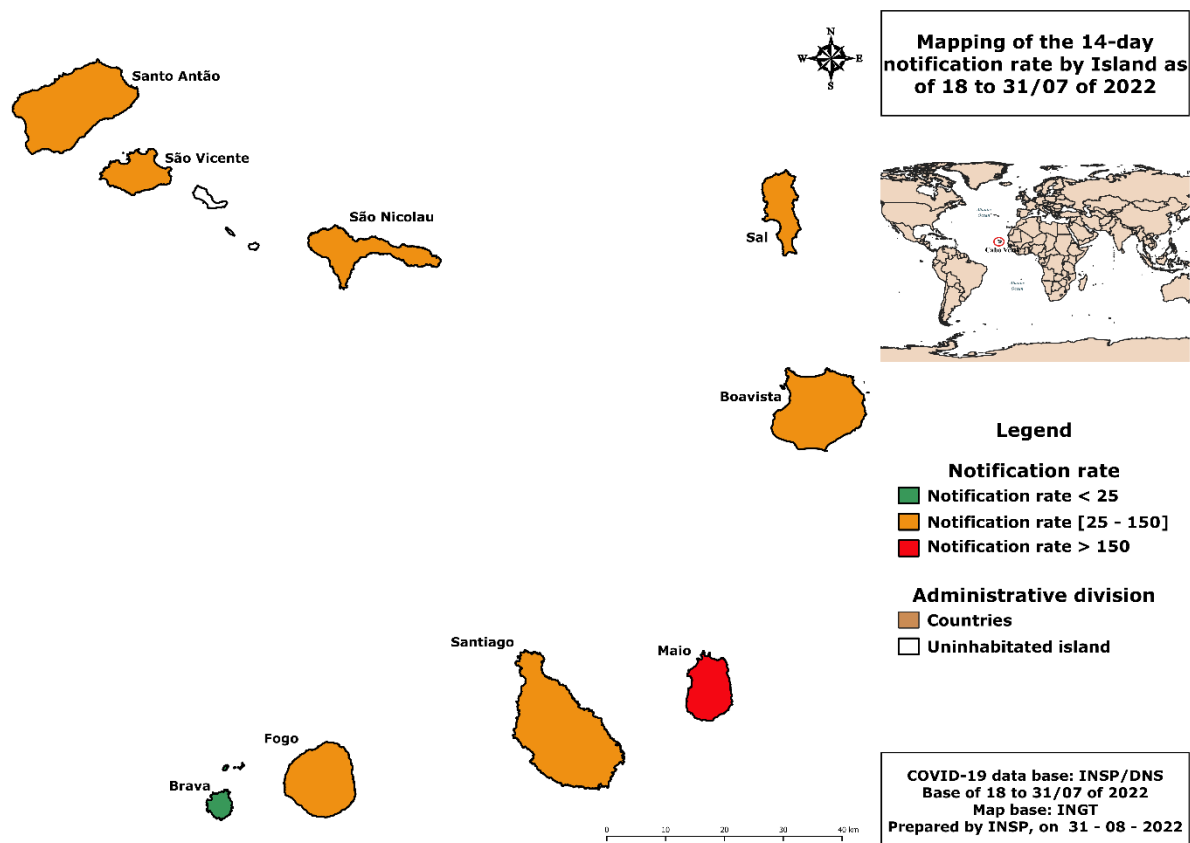 Mapping of the 14-day
notification rate by Island as
of 18 to 31/07 of 2022
N
W
E
S
Santo Antão
São Vicente
São Nicolau
Sal
Boavista
Cabo Verde
Legend
Notification rate
Notification rate < 25
Notification rate [25 - 150]
Notification rate > 150
Administrative division
Countries
Uninhabitated island
Santiago
Maio
Fogo
Brava
0
10
20
30
40 km
COVID-19 data base: INSP/DNS
Base of 18 to 31/07 of 2022
Map base: INGT
Prepared by INSP, on 31 - 08 - 2022